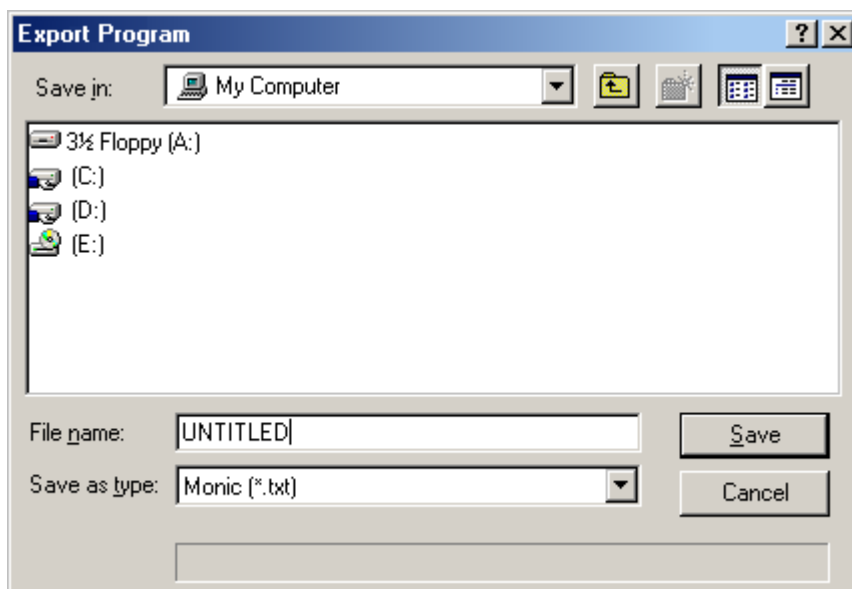 Export Program
Save in: My Computer
3½ Floppy (A:)
(C:)
(D:)
(E:)
File name: UNTITLED Save
Save as type: Monic (*.txt) Cancel